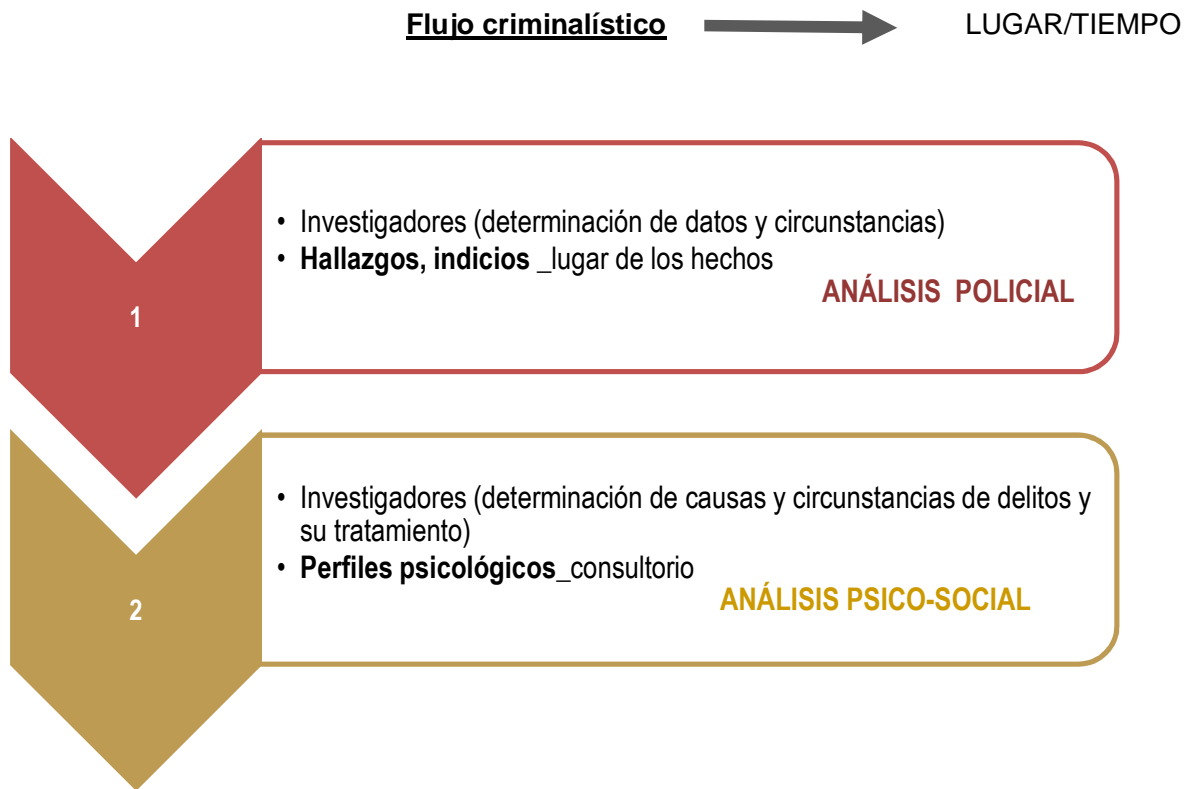 Flujo criminalístico LUGAR/TIEMPO
1
• Investigadores (determinación de datos y circunstancias)
• Hallazgos, indicios _lugar de los hechos
ANÁLISIS POLICIAL
2
• Investigadores (determinación de causas y circunstancias de delitos y
su tratamiento)
• Perfiles psicológicos_consultorio
ANÁLISIS PSICO-SOCIAL